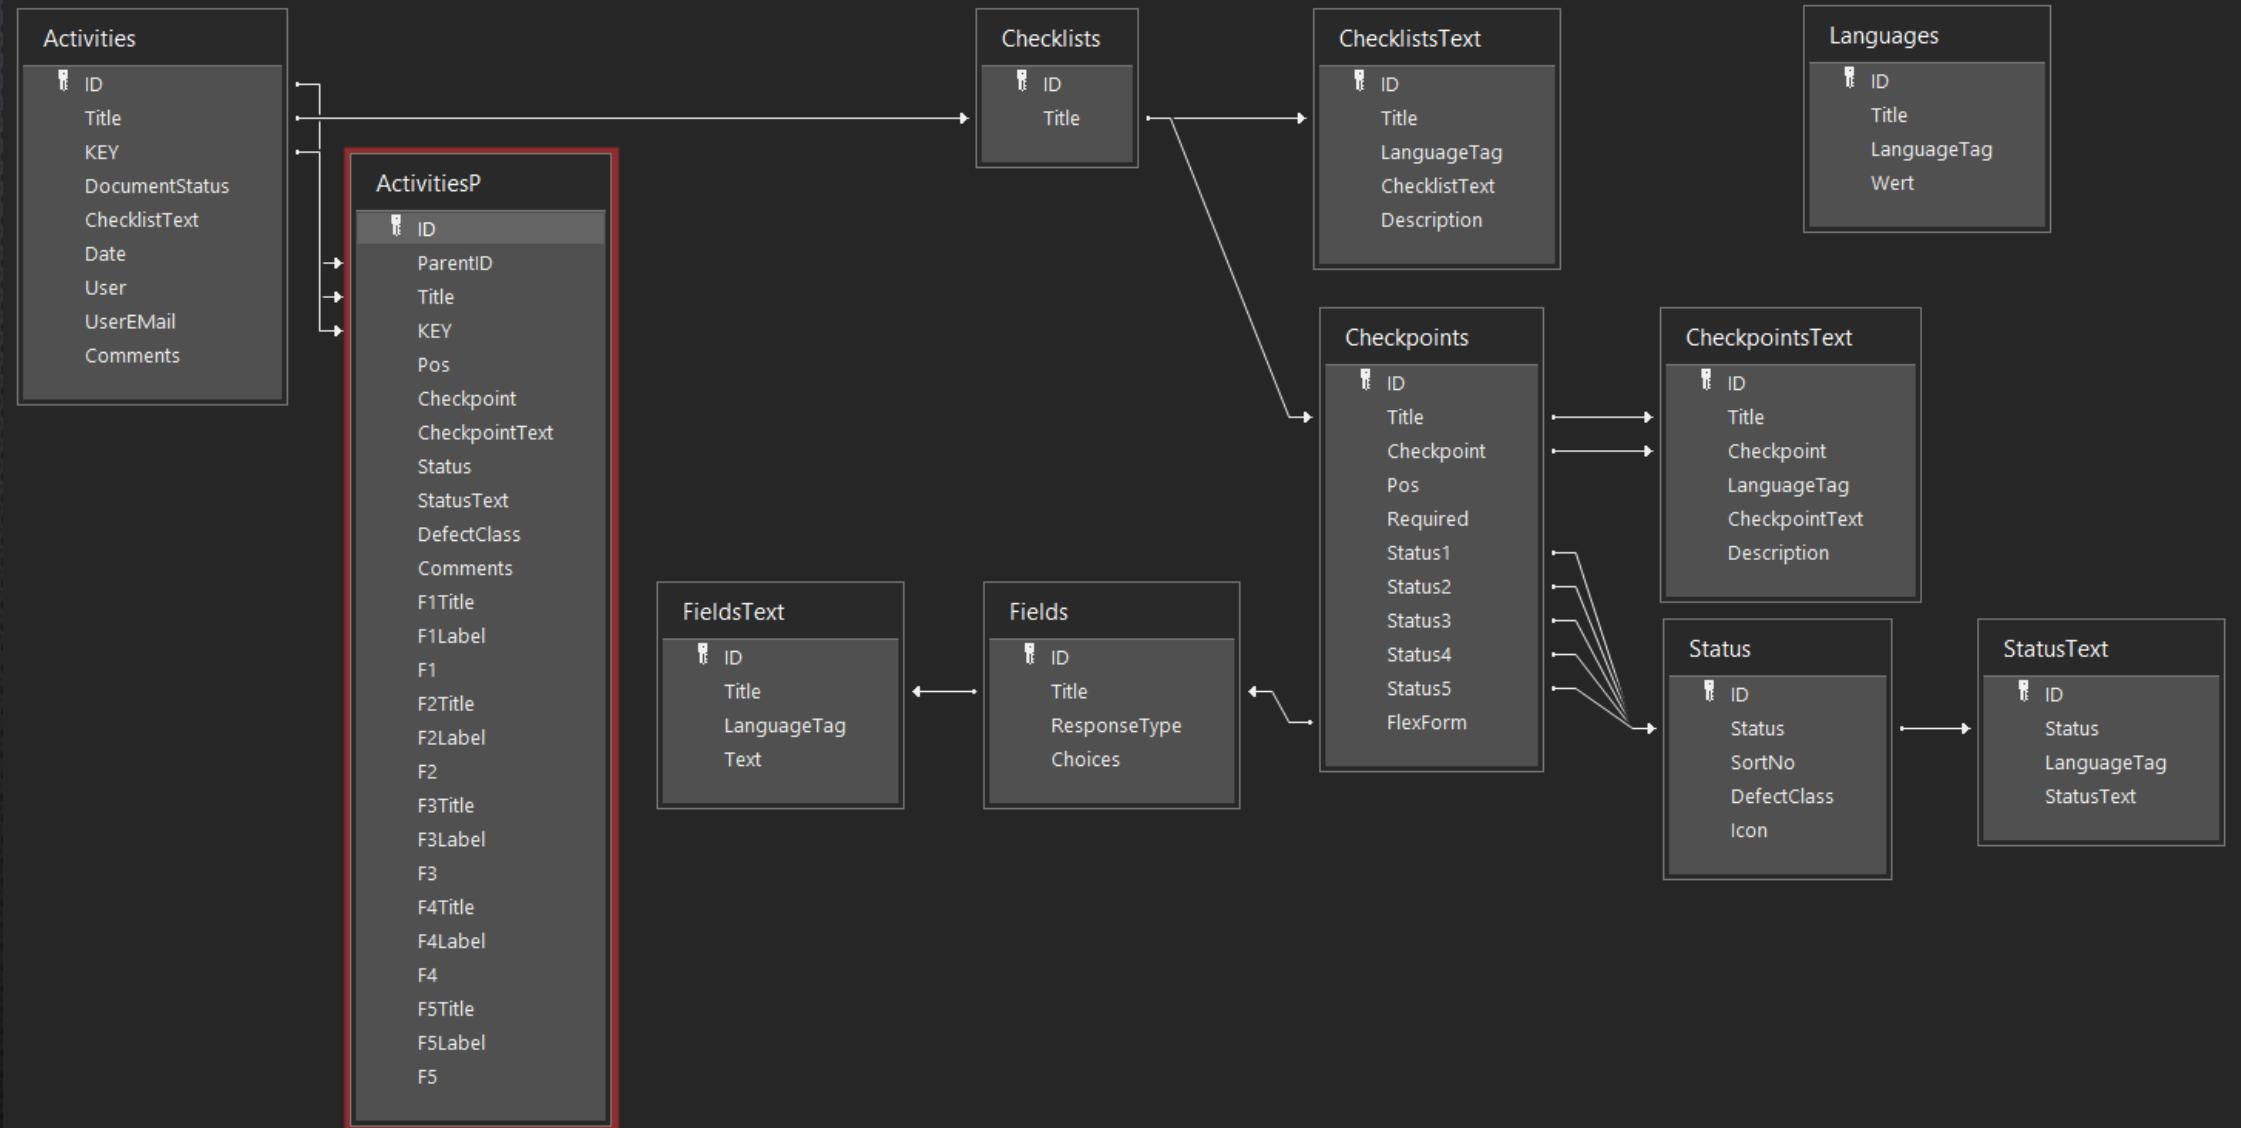 Activities
ID
Title
KEY
DocumentStatus
ChecklistText
Date
User
UserEMail
Comments
ActivitiesP
ID
ParentID
Title
KEY
Pos
Checkpoint
CheckpointText
Status
StatusText
DefectClass
Comments
F1Title
F1Label
F1
F2Title
F2Label
F2
F3Title
F3Label
F3
F4Title
F4Label
F4
F5Title
F5Label
F5
Checklists
ID
Title
ChecklistsText
ID
Title
LanguageTag
ChecklistText
Description
Languages
ID
Title
LanguageTag
Wert
Checkpoints
ID
Title
Checkpoint
Pos
Required
Status1
Status2
Status3
Status4
Status5
FlexForm
CheckpointsText
ID
Title
Checkpoint
LanguageTag
CheckpointText
Description
FieldsText
ID
Title
LanguageTag
Text
Fields
ID
Title
ResponseType
Choices
Status
ID
Status
SortNo
DefectClass
Icon
StatusText
ID
Status
LanguageTag
StatusText